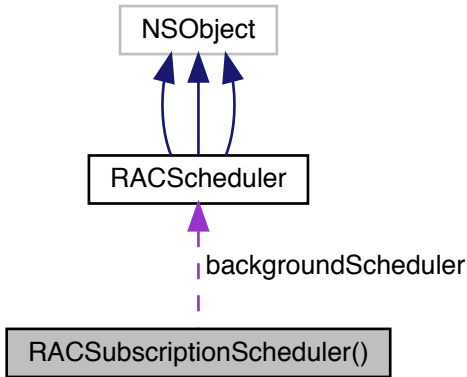 NSObject
RACScheduler
backgroundScheduler
RACSubscriptionScheduler()